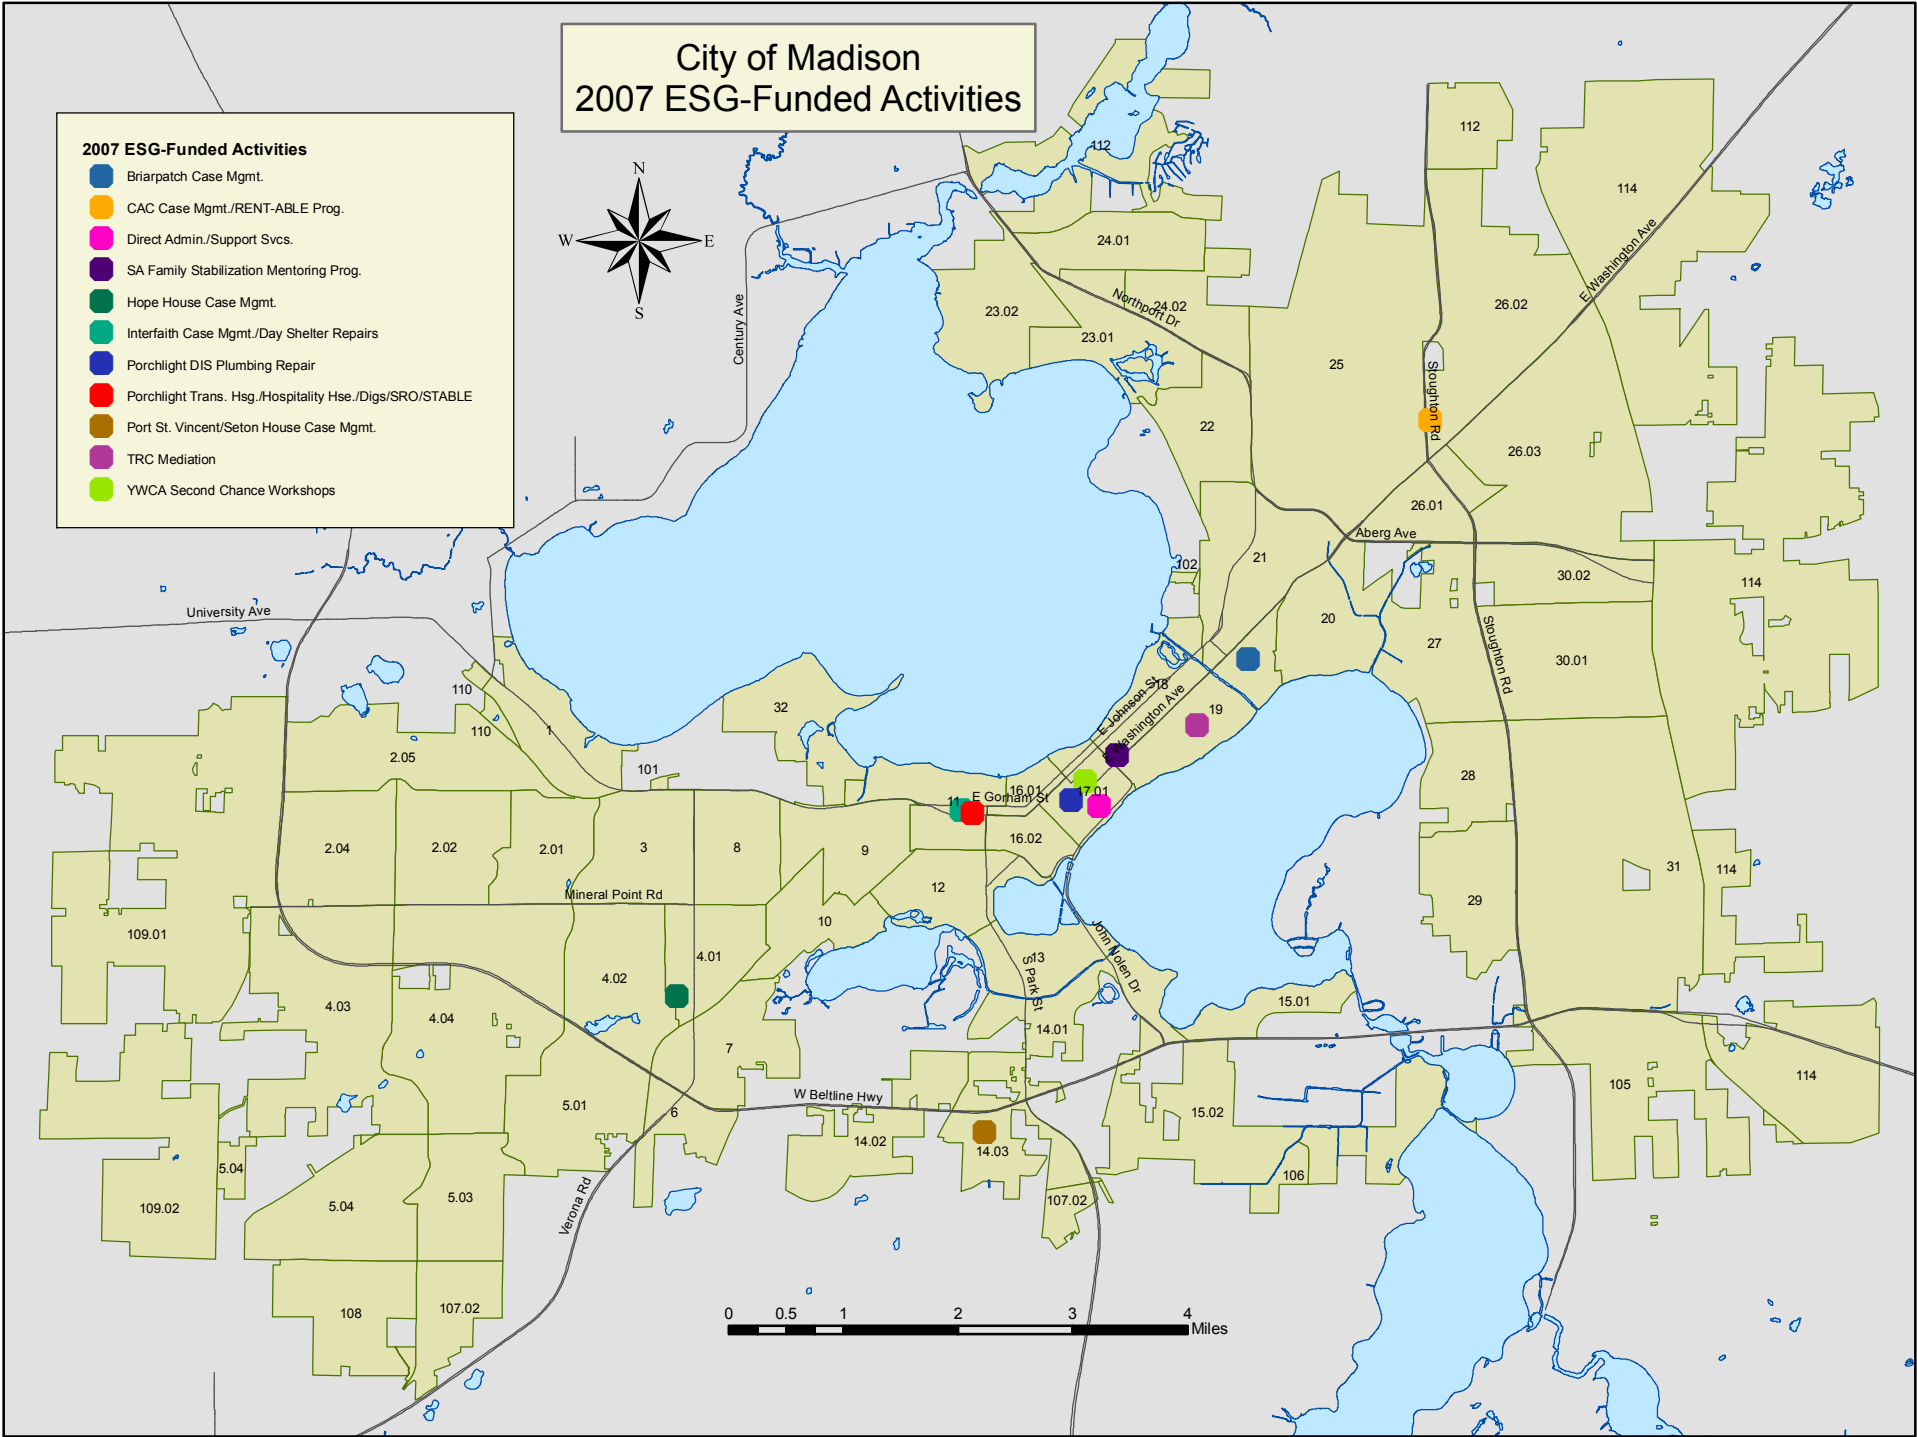 City of Madison
2007 ESG-Funded Activities
2007 ESG-Funded Activities
Briarpatch Case Mgmt.
CAC Case Mgmt./RENT-ABLE Prog.
Direct Admin./Support Svcs.
SA Family Stabilization Mentoring Prog.
Hope House Case Mgmt.
Interfaith Case Mgmt./Day Shelter Repairs
Porchlight DIS Plumbing Repair
Porchlight Trans. Hsg./Hospitality Hse./Digs/SRO/STABLE
Port St. Vincent/Seton House Case Mgmt.
TRC Mediation
YWCA Second Chance Workshops
N
W
E
S
112
112
114
24.01
E Washington Ave
Century Ave
23.02
Northport Dr
24.02
26.02
23.01
25
Stoughton Rd
22
26.03
26.01
Aberg Ave
21
102
30.02
114
University Ave
20
27
30.01
Stoughton Rd
110
32
18
E Johnson St
E Washington Ave
19
110
1
2.05
101
28
16.01
17.01
11
E Gorham St
16.02
2.04
2.02
2.01
3
8
9
12
31
114
Mineral Point Rd
29
109.01
10
13
John Nolen Dr
4.01
4.02
S Park St
4.03
4.04
15.01
14.01
7
W Beltline Hwy
105
114
5.01
6
15.02
14.02
14.03
5.04
106
5.03
107.02
109.02
5.04
Verona Rd
108
107.02
0
0.5
1
2
3
4
Miles